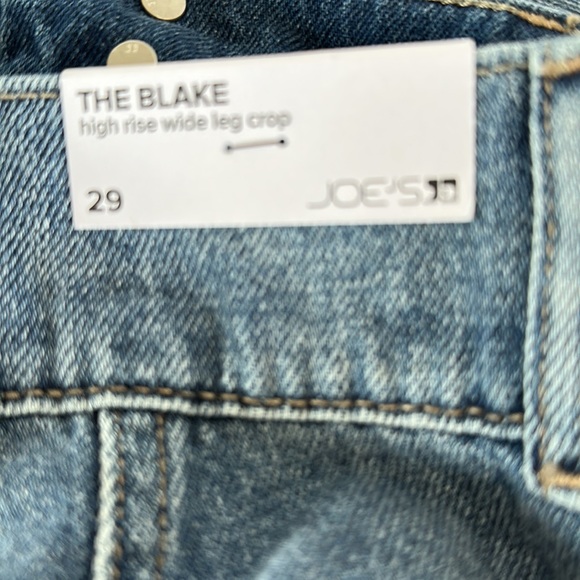 THE BLAKE
high rise wide leg crop
29
JOE'S